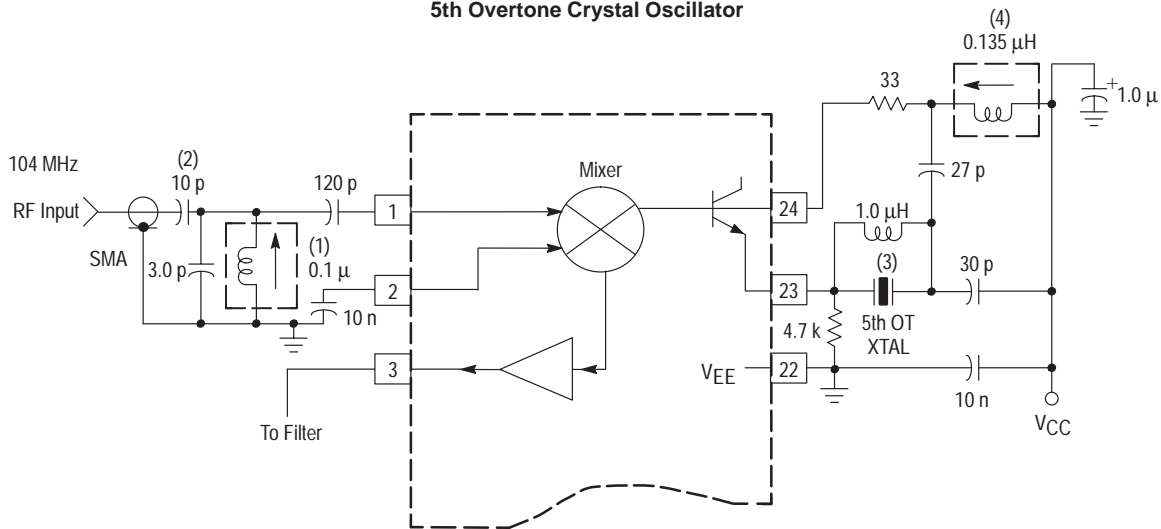 5th Overtone Crystal Oscillator
(4)
0.135 µH
33
+
1.0 µ
104 MHz
(2)
10 p
120 p
Mixer
27 p
RF Input
1
24
1.0 µH
SMA
3.0 p
(1)
0.1 µ
2
10 n
23
(3)
30 p
4.7 k
5th OT
XTAL
3
VEE
22
10 n
VCC
To Filter